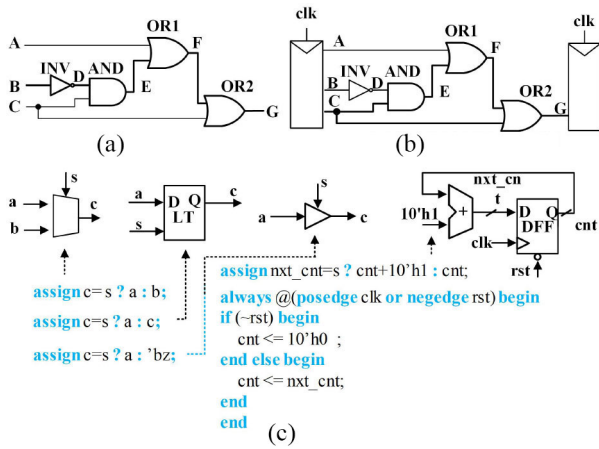 OR1
A
F
INV
AND
B
D
OR2
E
C
G
(a)
clk
OR1
A
F
INV
AND
B
D
OR2
C
E
G
(b)
s
a
c
b
a
D Q
c
s
LT
s
a
c
nxt_cn
t
10'h1
+
D Q
DFF
cnt
clk
rst
assign c=s ? a : b;
assign c=s ? a : c;
assign c=s ? a : 'bz;
assign nxt_cnt=s ? cnt+10'h1 : cnt;
always @(posedge clk or negedge rst) begin
if (~rst) begin
cnt <= 10'h0 ;
end else begin
cnt <= nxt_cnt;
end
end
(c)